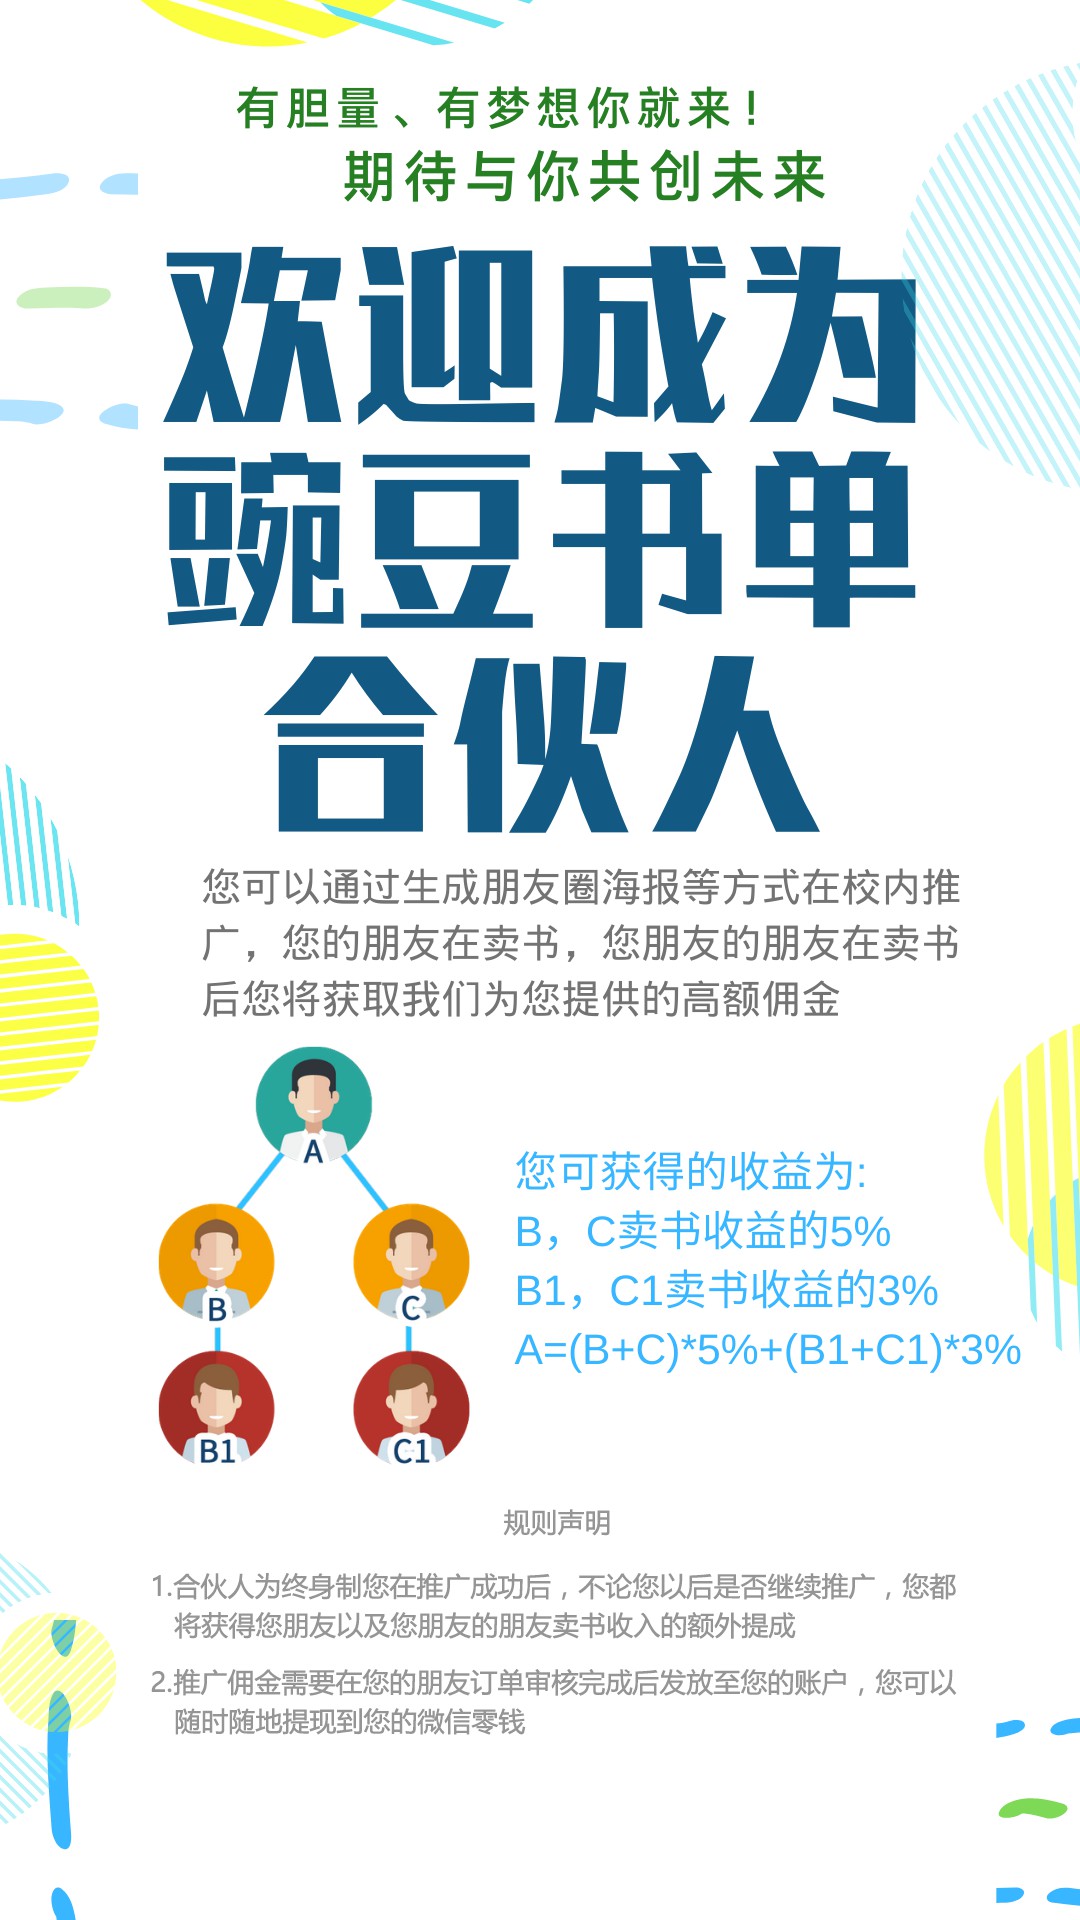 有胆量、有梦想你就来!
期待与你共创未来
欢迎成为
豌豆书单
合伙人
您可以通过生成朋友圈海报等方式在校内推
广，您的朋友在卖书，您朋友的朋友在卖书
后您将获取我们为您提供的高额佣金
A
B
C
B1
C1
您可获得的收益为:
B，C卖书收益的5%
B1，C1卖书收益的3%
A=(B+C)*5%+(B1+C1)*3%
规则声明
1.合伙人为终身制您在推广成功后，不论您以后是否继续推广，您都
将获得您朋友以及您朋友的朋友卖书收入的额外提成
2.推广佣金需要在您的朋友订单审核完成后发放至您的账户，您可以
随时随地提现到您的微信零钱